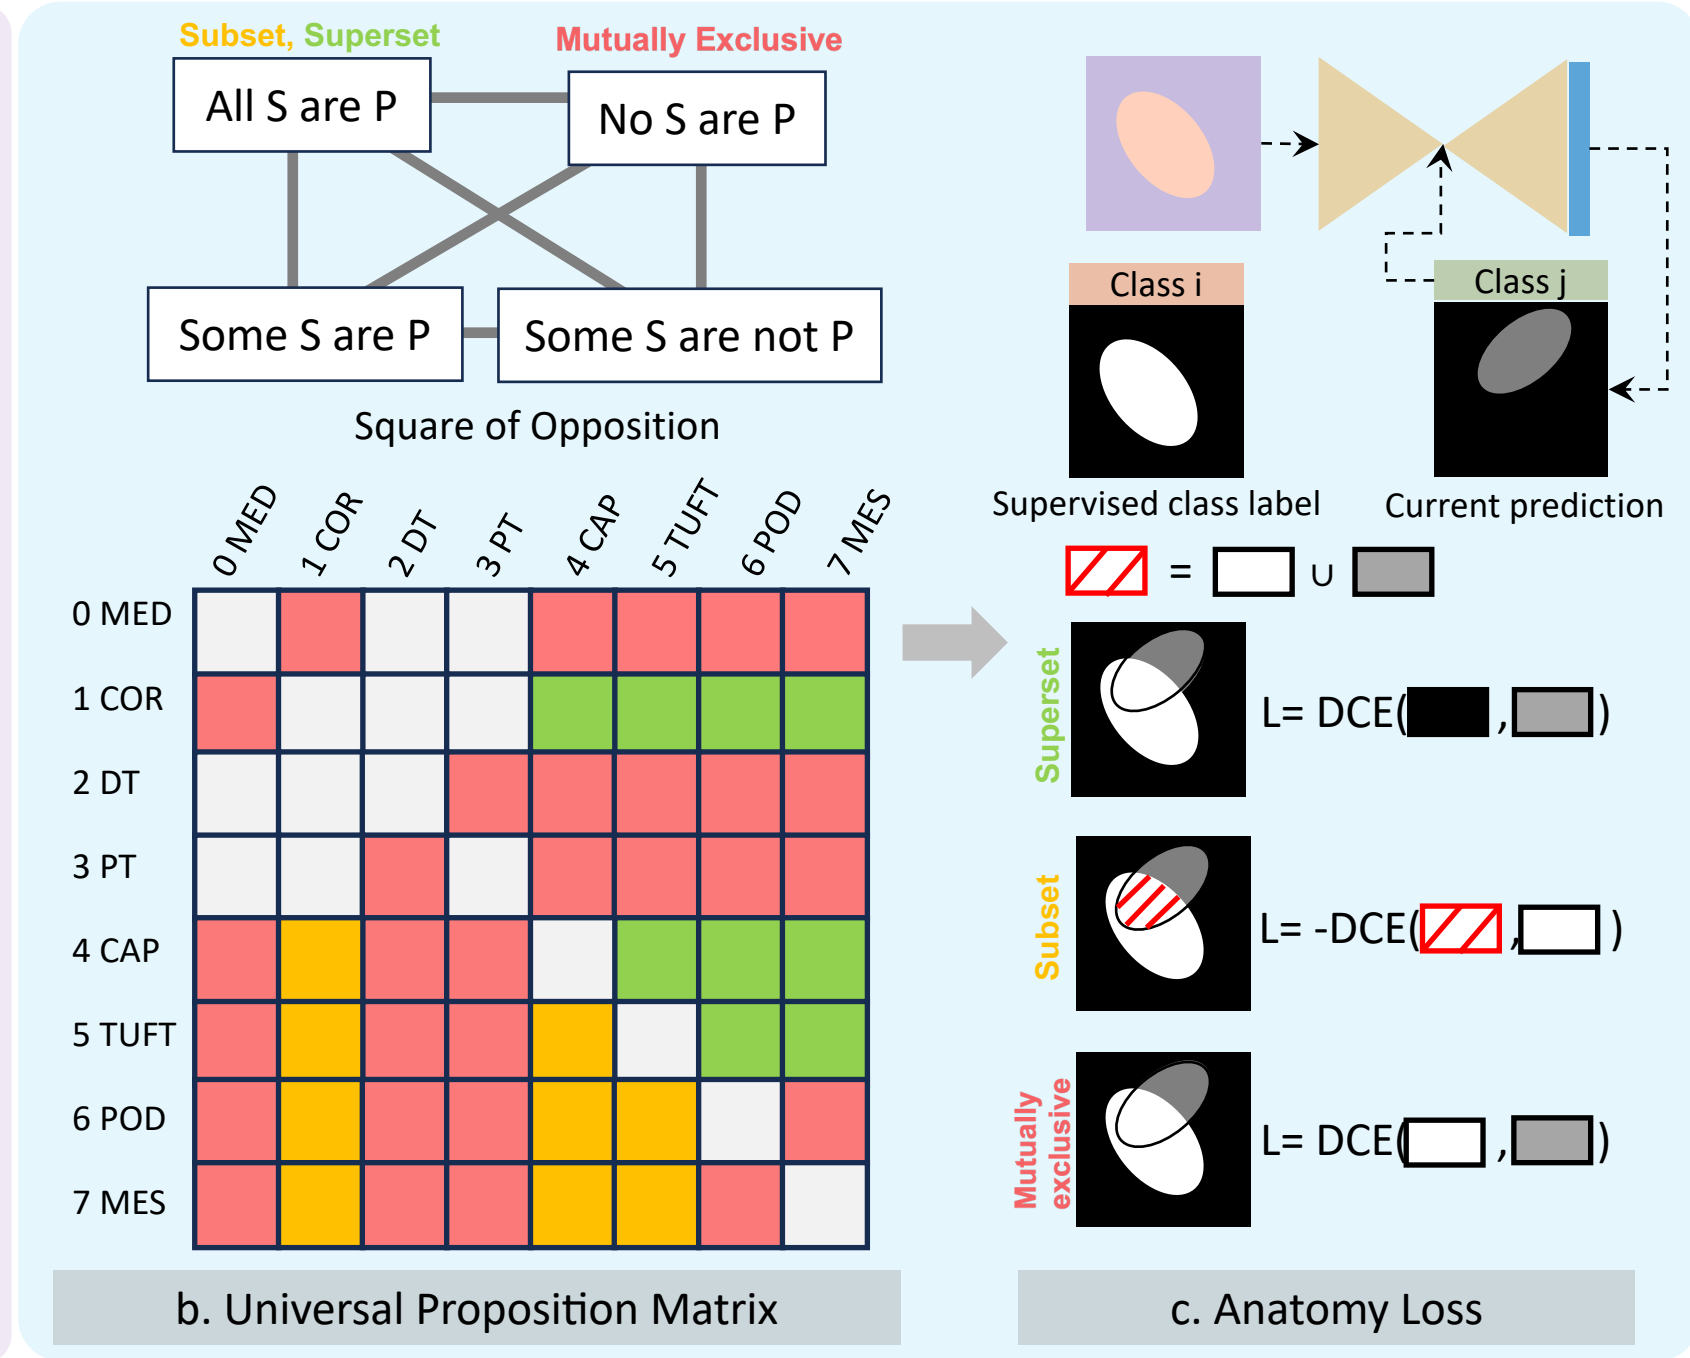 Subset, Superset
Mutually Exclusive
All S are P
No S are P
Some S are P
Some S are not P
Square of Opposition
0 MED
1 COR
2 DT
3 PT
4 CAP
5 TUFT
6 POD
7 MES
0 MED
1 COR
2 DT
3 PT
4 CAP
5 TUFT
6 POD
7 MES
b. Universal Proposition Matrix
Class i
Class j
Supervised class label
Current prediction
= ∪
Superset
L= DCE( , )
Subset
L= -DCE( , )
Mutually
exclusive
L= DCE( , )
c. Anatomy Loss